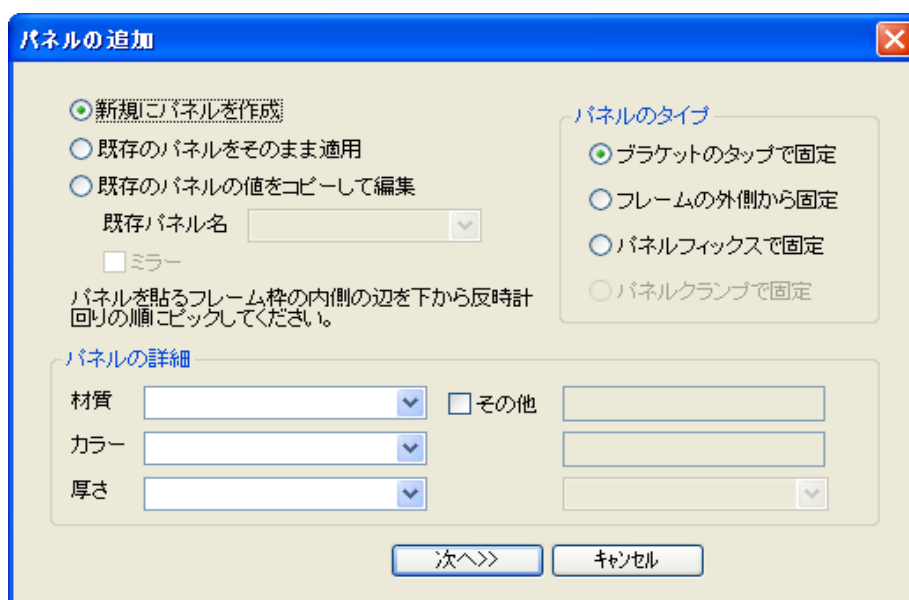 パネルの追加
新規にパネルを作成
既存のパネルをそのまま適用
既存のパネルの値をコピーして編集
既存パネル名
ミラー
パネルを貼るフレーム枠の内側の辺を下から反時計
回りの順にピックしてください。
パネルのタイプ
ブラケットのタップで固定
フレームの外側から固定
パネルフィックスで固定
パネルクランプで固定
パネルの詳細
材質
その他
カラー
厚さ
次へ>>
キャンセル